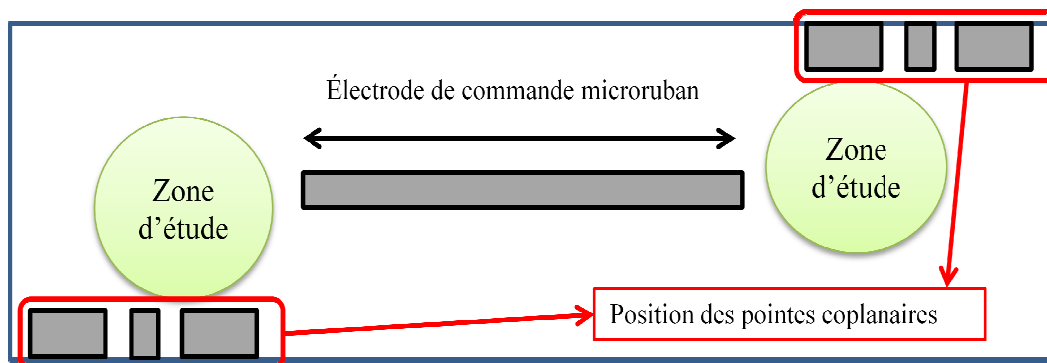 Électrode de commande microruban
Zone
d'étude
Zone
d'étude
Position des pointes coplanaires